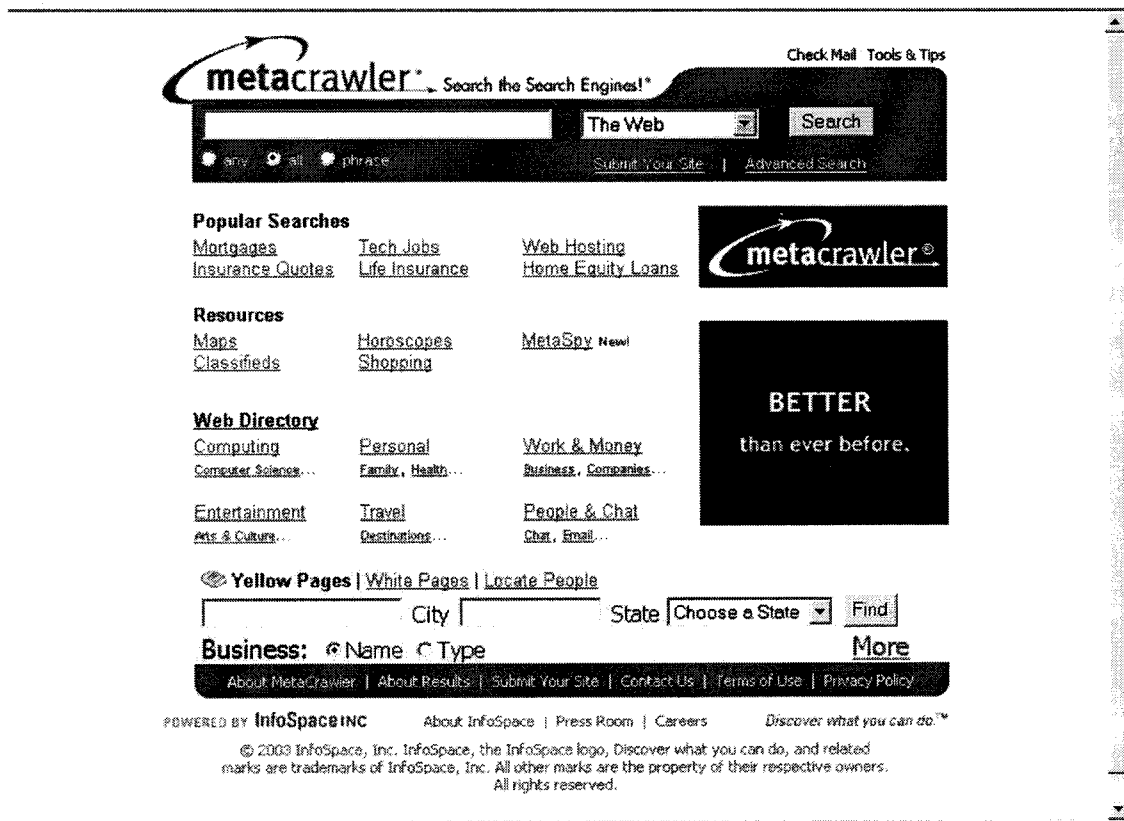 Check Mail Tools & Tips
metacrawler® Search the Search Engines!®
The Web Search
any all phrase Submit Your Site | Advanced Search
Popular Searches
Mortgages Tech Jobs Web Hosting
Insurance Quotes Life Insurance Home Equity Loans
metacrawler®
Resources
Maps Horoscopes MetaSpy New!
Classifieds Shopping
BETTER
than ever before.
Web Directory
Computing Personal Work & Money
Computer Science... Family, Health... Business, Companies...
Entertainment Travel People & Chat
Arts & Culture... Destinations... Chat, Email...
Yellow Pages | White Pages | Locate People
City State Choose a State Find
Business: Name Type More
About MetaCrawler | About Results | Submit Your Site | Contact Us | Terms of Use | Privacy Policy
POWERED BY InfoSpace INC About InfoSpace | Press Room | Careers Discover what you can do.™
© 2003 InfoSpace, Inc. InfoSpace, the InfoSpace logo, Discover what you can do, and related
marks are trademarks of InfoSpace, Inc. All other marks are the property of their respective owners.
All rights reserved.